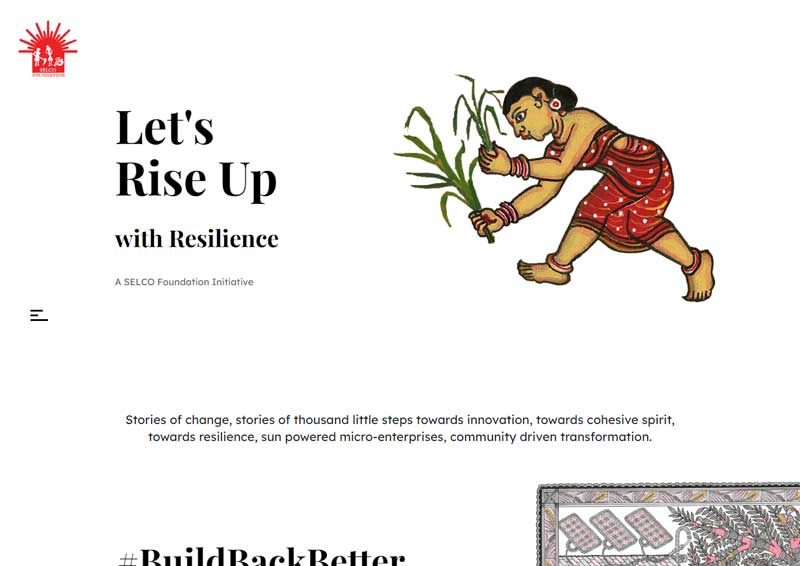 SELCO
FOUNDATION
Let's
Rise Up
with Resilience
A SELCO Foundation Initiative
Stories of change, stories of thousand little steps towards innovation, towards cohesive spirit,
towards resilience, sun powered micro-enterprises, community driven transformation.
#BuildBackBetter